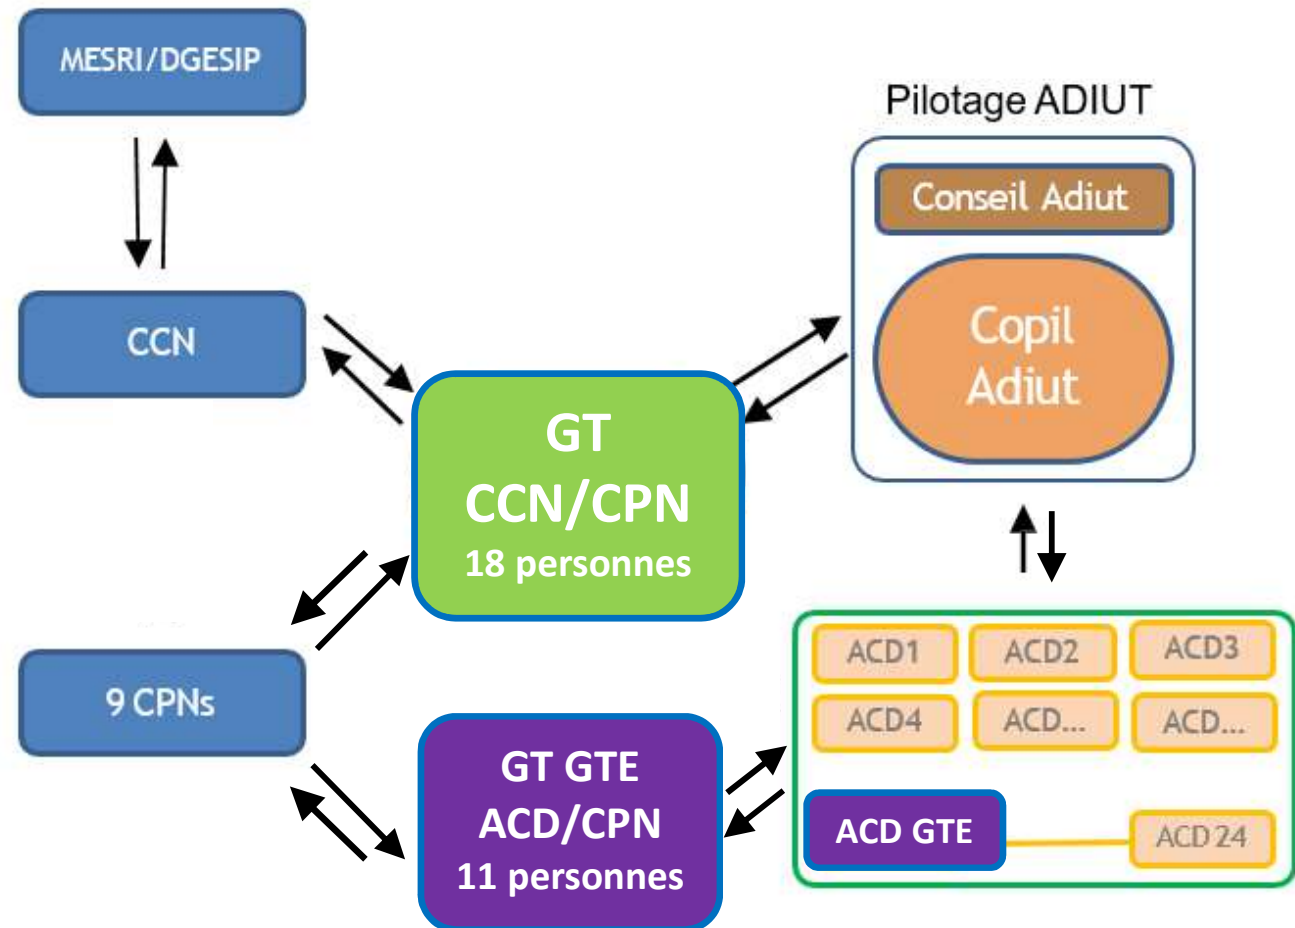 MESRI/DGESIP
Pilotage ADIUT
Conseil Adiut
CCN
Copil
Adiut
GT
CCN/CPN
18 personnes
9 CPNs
ACD1
ACD2
ACD3
ACD4
ACD...
ACD...
GT GTE
ACD/CPN
11 personnes
ACD GTE
ACD 24